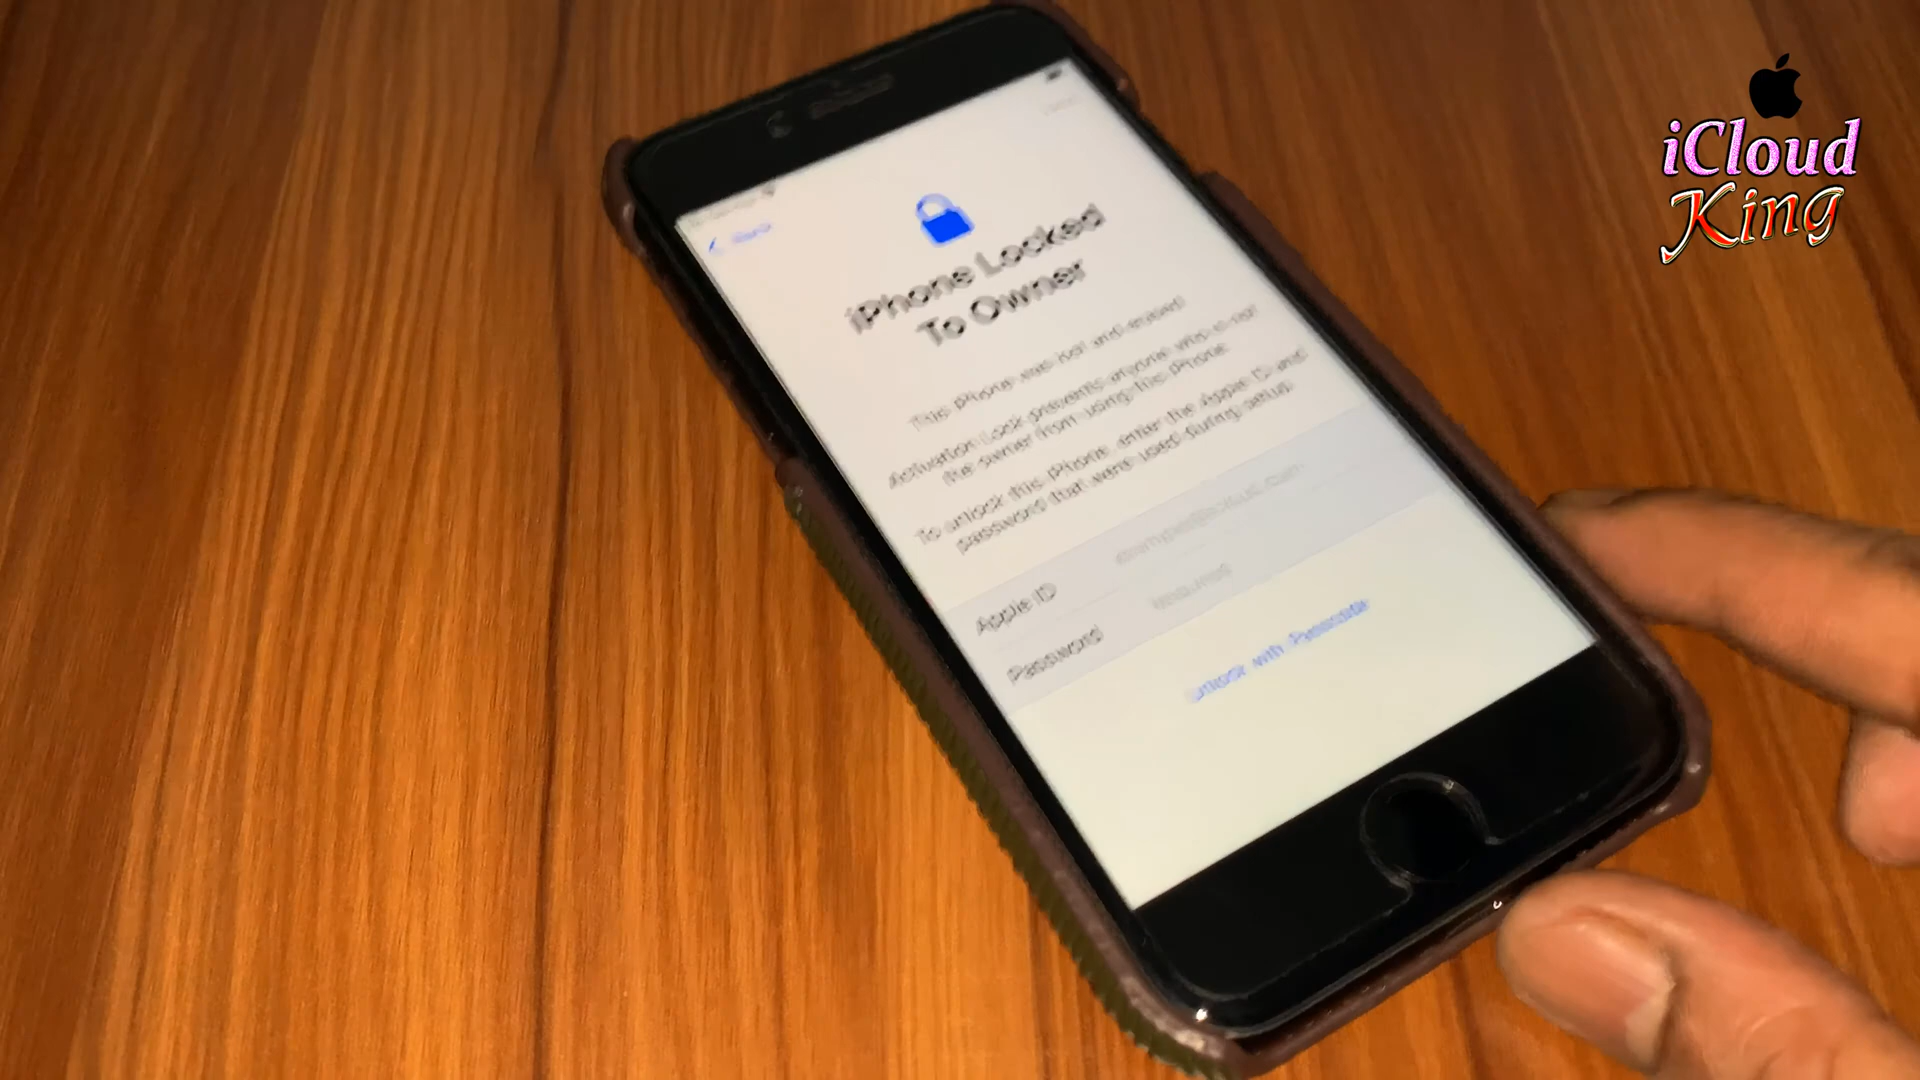 iCloud
King
iPhone Locked
To Owner
This iPhone was lost and erased.
Activation Lock prevents anyone who is not
the owner from using this iPhone.
To unlock this iPhone, enter the Apple ID and
password that were used during setup.
Apple ID
Password
Unlock with Passcode